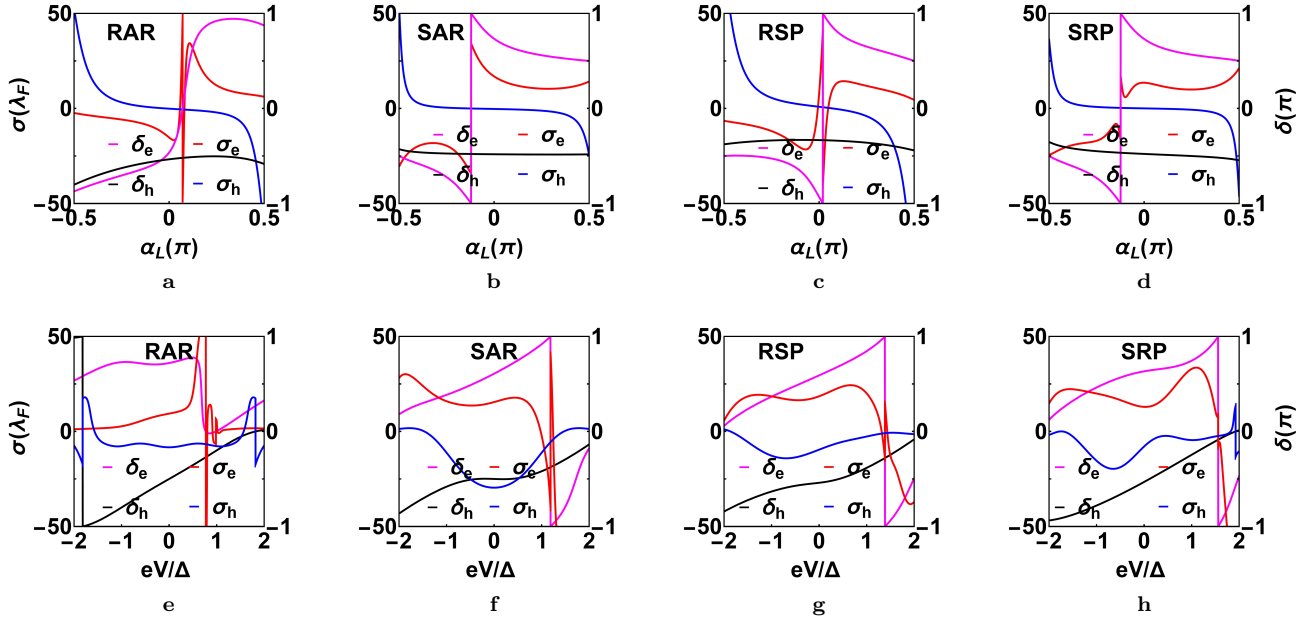 50 RAR 50 SAR 1 50 RSP 50 SRP 1
σ(λF) 0 0 0 0 0 0 δ(π)
δe σe δe σe δe σe δe σe
δh σh δh σh δh σh δh σh
−50 −1 −50 −1 −50 −1 −50 −1
−0.5 0 0.5 −0.5 0 0.5 −0.5 0 0.5 −0.5 0 0.5
αL(π) αL(π) αL(π) αL(π)
a b c d
50 RAR 1 50 SAR 1 50 RSP 1 50 SRP 1
σ(λF) 0 0 0 0 0 0 0 0 δ(π)
δe σe δe σe δe σe δe σe
δh σh δh σh δh σh δh σh
−50 −1 −50 −1 −50 −1 −50 −1
−2 −1 0 1 2 −2 −1 0 1 2 −2 −1 0 1 2 −2 −1 0 1 2
eV/Δ eV/Δ eV/Δ eV/Δ
e f g h